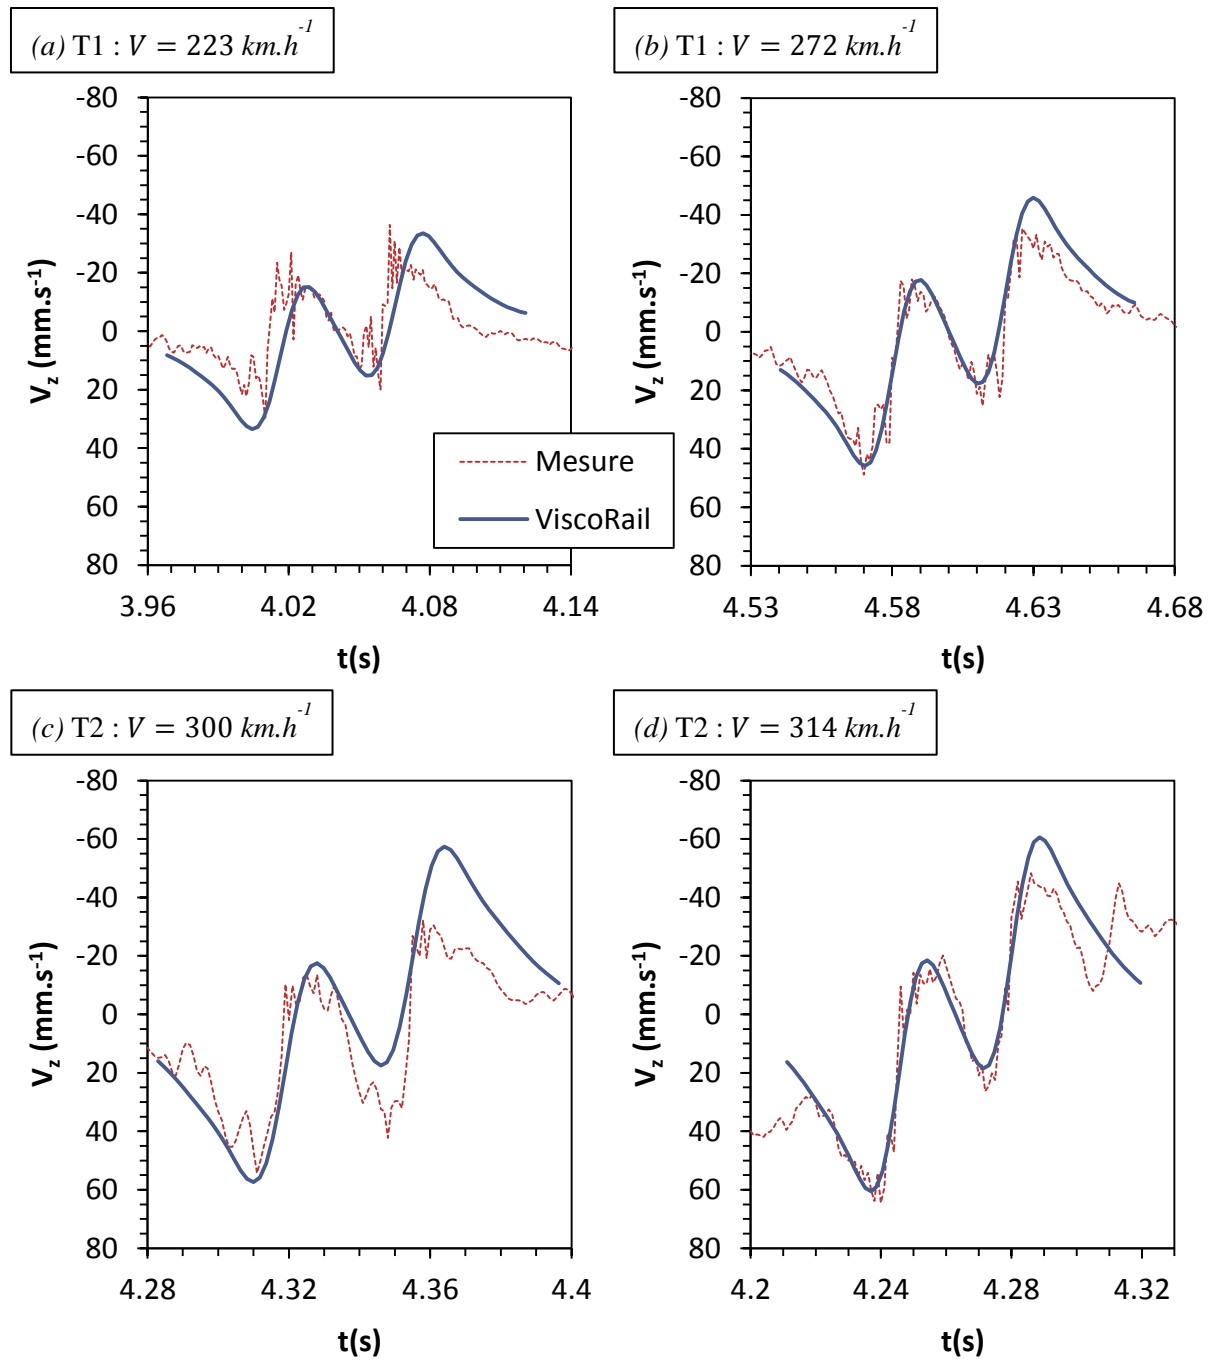 (a) T1 : V = 223 km.h⁻¹
(b) T1 : V = 272 km.h⁻¹
-80
-60
-40
-20
0
20
40
60
80
V_z (mm.s⁻¹)
3.96 4.02 4.08 4.14
t(s)
Mesure
ViscoRail
-80
-60
-40
-20
0
20
40
60
80
V_z (mm.s⁻¹)
4.53 4.58 4.63 4.68
t(s)
(c) T2 : V = 300 km.h⁻¹
(d) T2 : V = 314 km.h⁻¹
-80
-60
-40
-20
0
20
40
60
80
V_z (mm.s⁻¹)
4.28 4.32 4.36 4.4
t(s)
-80
-60
-40
-20
0
20
40
60
80
V_z (mm.s⁻¹)
4.2 4.24 4.28 4.32
t(s)